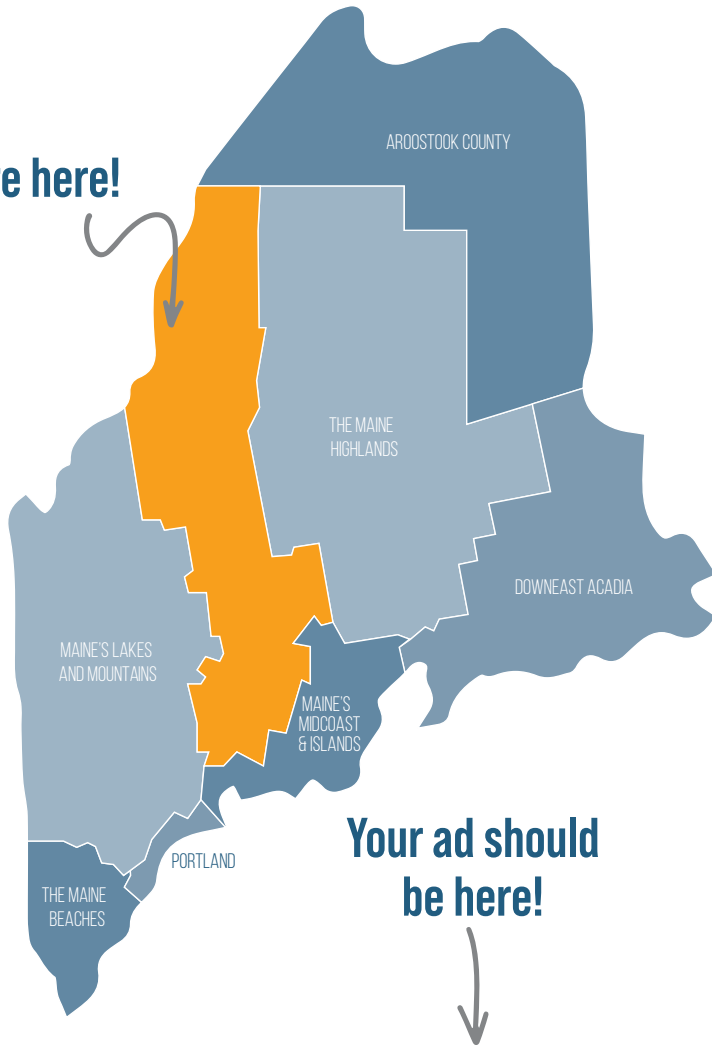 AROOSTOOK COUNTY
here!
THE MAINE
HIGHLANDS
DOWNEAST ACADIA
MAINE'S LAKES
AND MOUNTAINS
MAINE'S
MIDCOAST
& ISLANDS
Your ad should
be here!
PORTLAND
THE MAINE
BEACHES